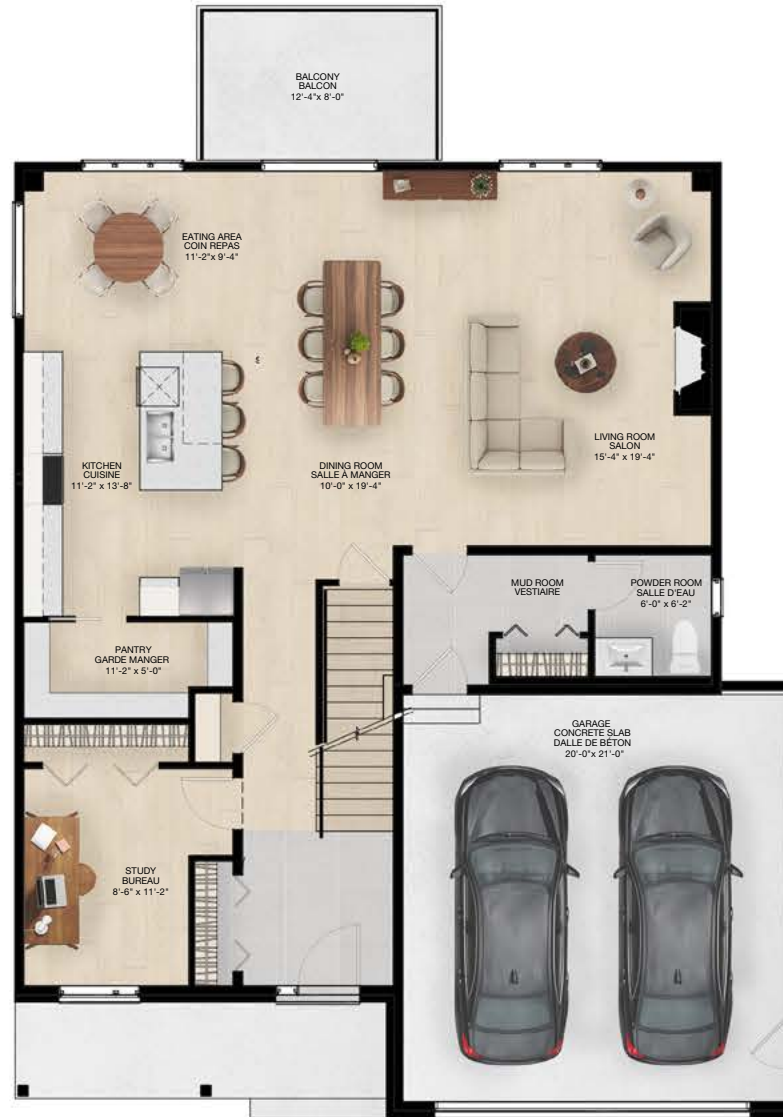 BALCONY
BALCON
12'-4"x 8'-0"
EATING AREA
COIN REPAS
11'-2"x 9'-4"
KITCHEN
CUISINE
11'-2" x 13'-8"
DINING ROOM
SALLE À MANGER
10'-0" x 19'-4"
LIVING ROOM
SALON
15'-4" x 19'-4"
MUD ROOM
VESTIAIRE
POWDER ROOM
SALLE D'EAU
6'-0" x 6'-2"
PANTRY
GARDE MANGER
11'-2" x 5'-0"
GARAGE
CONCRETE SLAB
DALLE DE BÉTON
20'-0"x 21'-0"
STUDY
BUREAU
8'-6" x 11'-2"